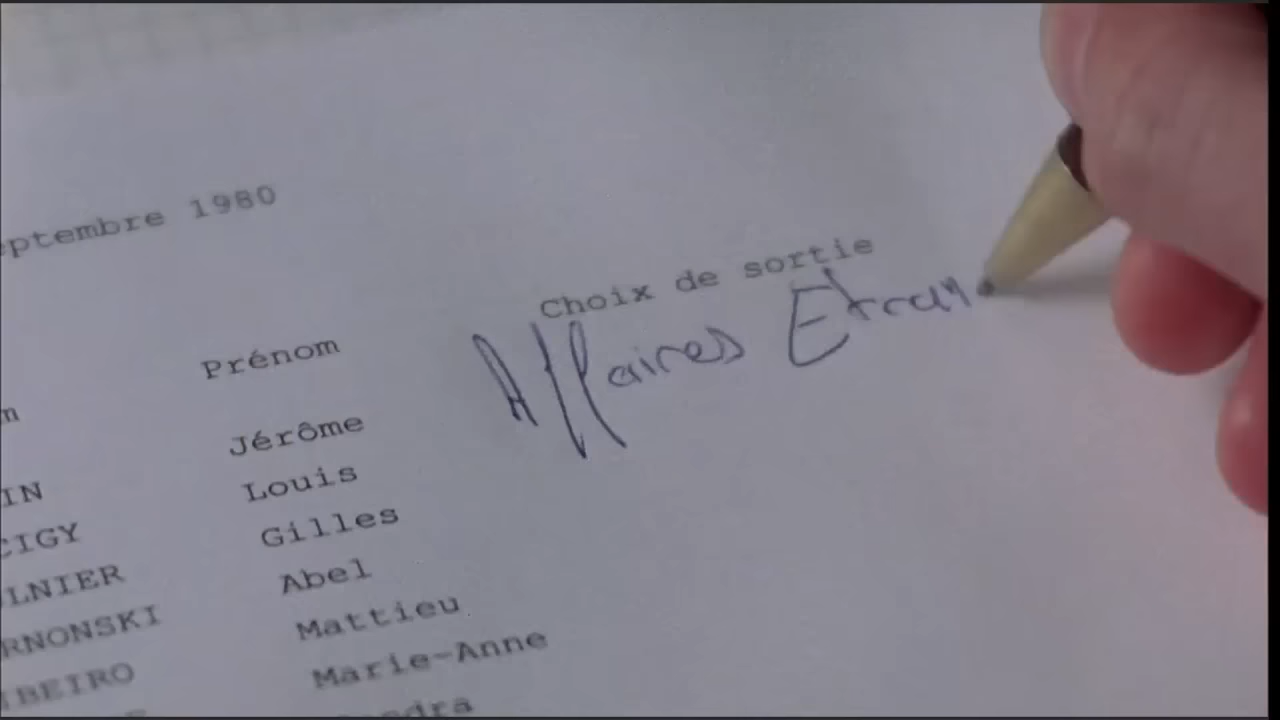 eptembre 1980
Choix de sortie
Affaires Etran
m Prénom
IN Jérôme
CIGY Louis
LNIER Gilles
RNONSKI Abel
IBEIRO Mattieu
Marie-Anne